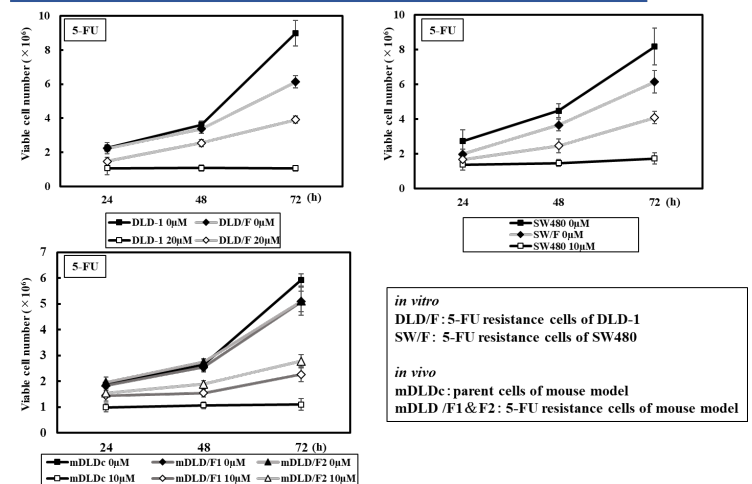 5-FU
Viable cell number (×10⁶)
10
8
6
4
2
0
24
48
72 (h)
DLD-1 0μM
DLD/F 0μM
DLD-1 20μM
DLD/F 20μM
5-FU
Viable cell number (×10⁶)
10
8
6
4
2
0
24
48
72 (h)
SW480 0μM
SW/F 0μM
SW480 10μM
5-FU
Viable cell number (×10⁶)
7
6
5
4
3
2
1
0
24
48
72 (h)
mDLDc 0μM
mDLD/F1 0μM
mDLD/F2 0μM
mDLDc 10μM
mDLD/F1 10μM
mDLD/F2 10μM
in vitro
DLD/F: 5-FU resistance cells of DLD-1
SW/F: 5-FU resistance cells of SW480
in vivo
mDLDc: parent cells of mouse model
mDLD /F1&F2: 5-FU resistance cells of mouse model